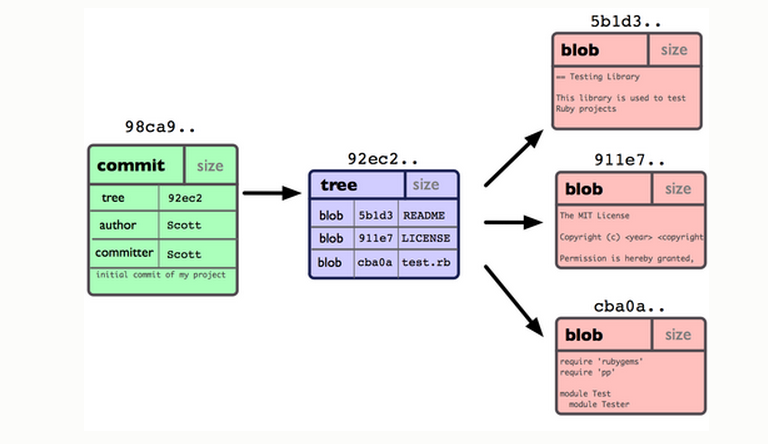 98ca9..
commit size
tree 92ec2
author Scott
committer Scott
initial commit of my project
92ec2..
tree size
blob 5b1d3 README
blob 911e7 LICENSE
blob cba0a test.rb
5b1d3..
blob size
== Testing Library
This library is used to test
Ruby projects
911e7..
blob size
The MIT License
Copyright (c) <year> <copyright
Permission is hereby granted,
cba0a..
blob size
require 'rubygems'
require 'pp'
module Test
module Tester